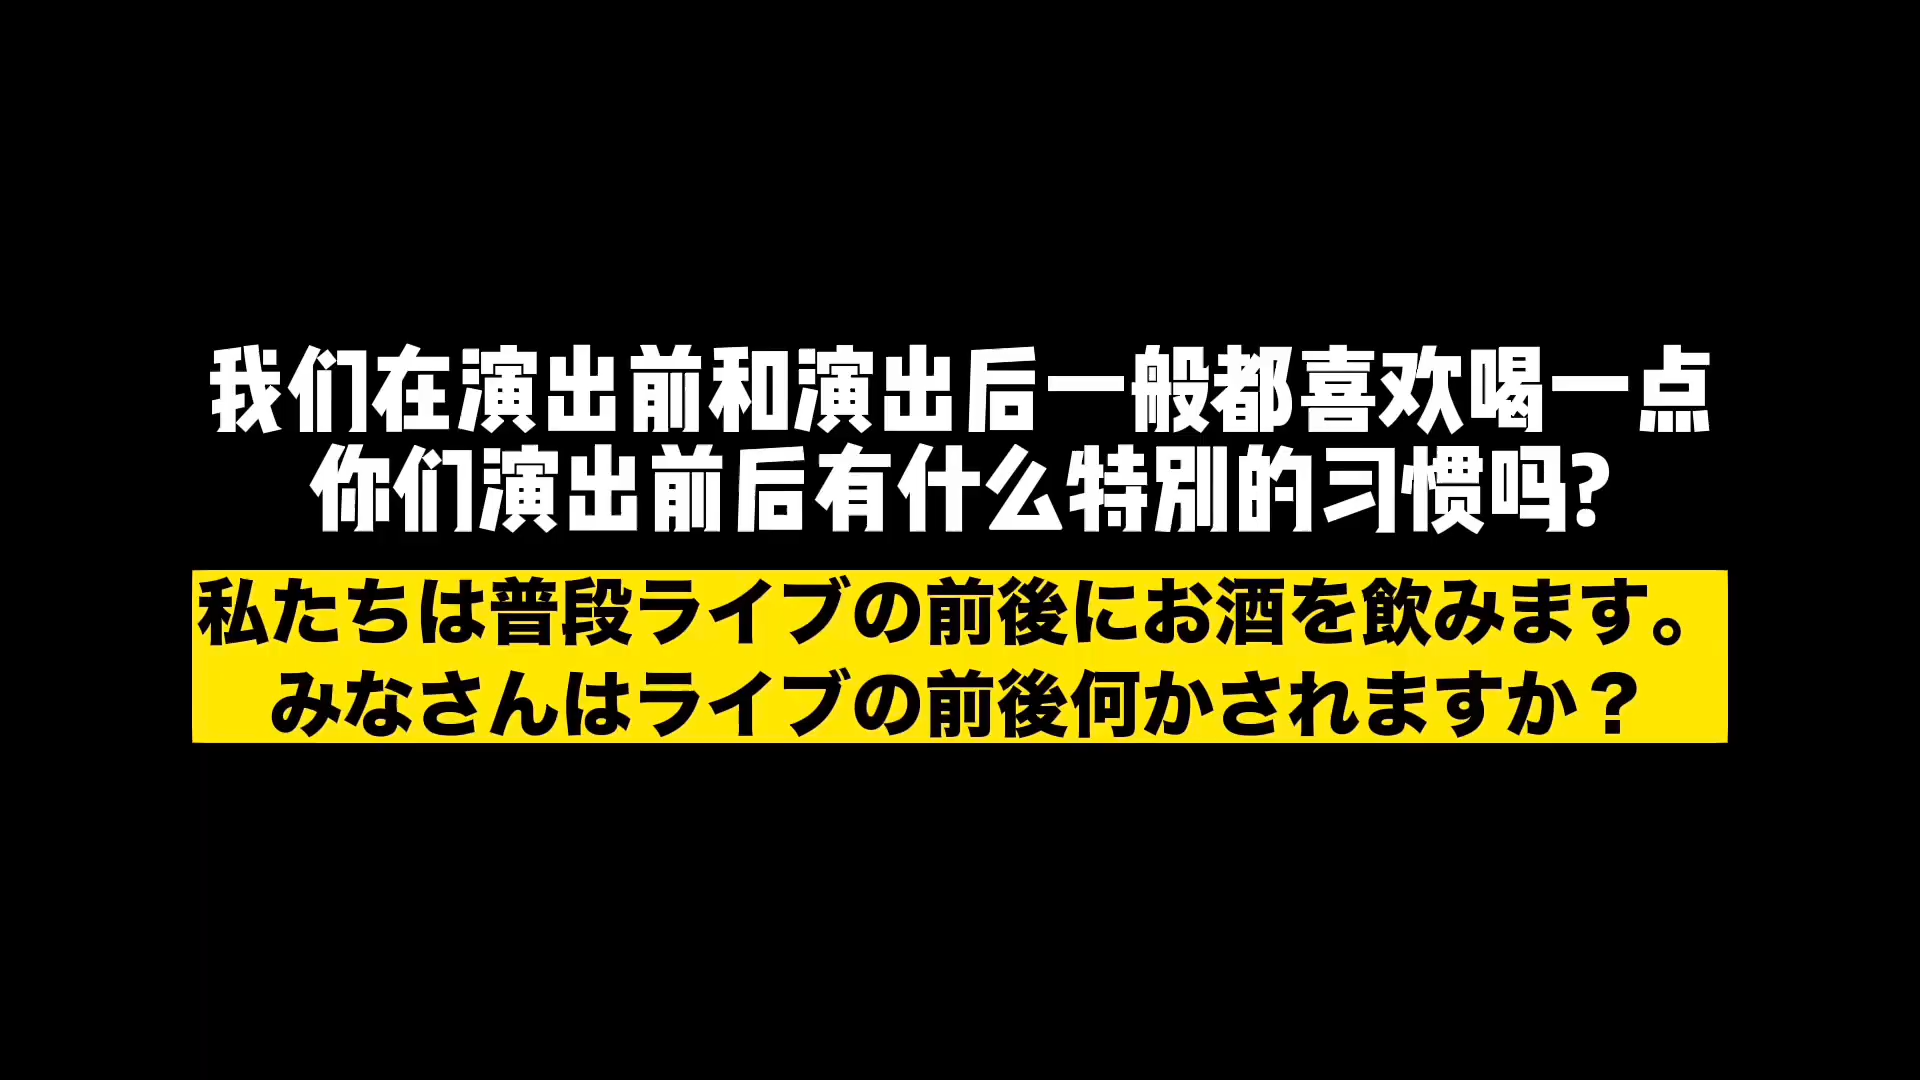 我们在演出前和演出后一般都喜欢喝一点
你们演出前后有什么特别的习惯吗?
私たちは普段ライブの前後にお酒を飲みます。
みなさんはライブの前後何かされますか？